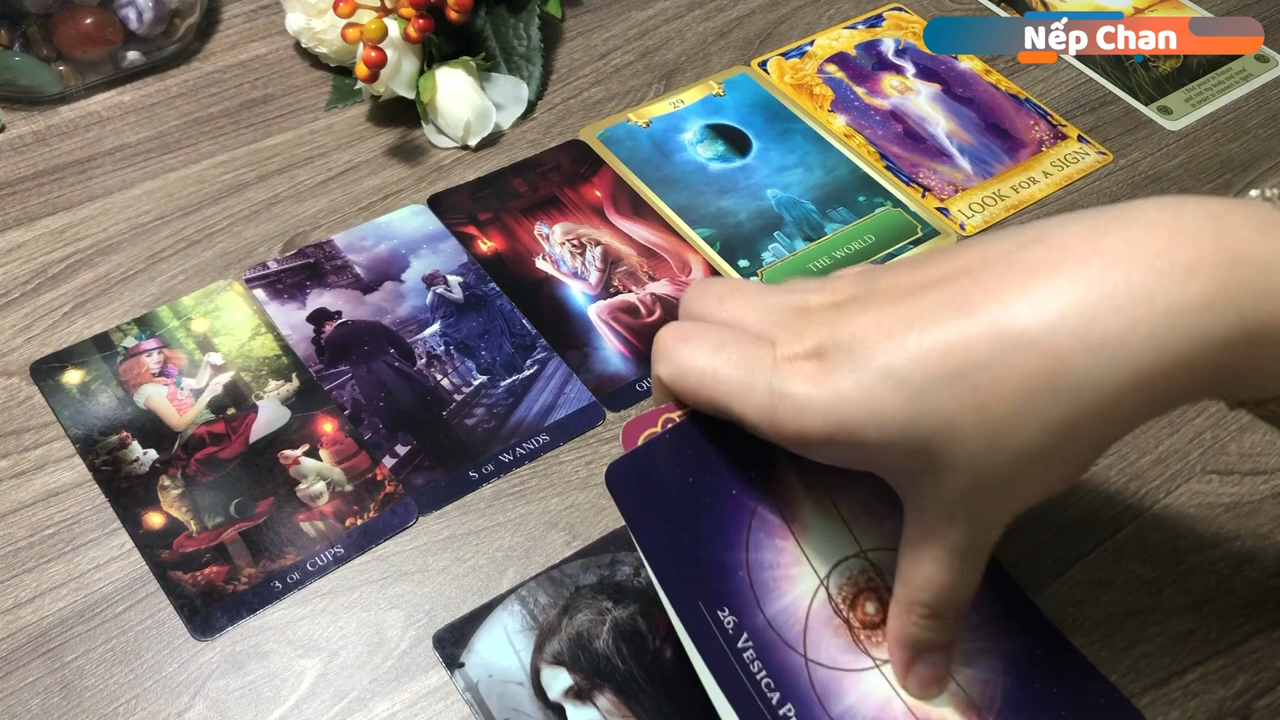 Nếp Chan
29
THE WORLD
LOOK FOR A SIGN
3 OF CUPS
5 OF WANDS
26. VESICA